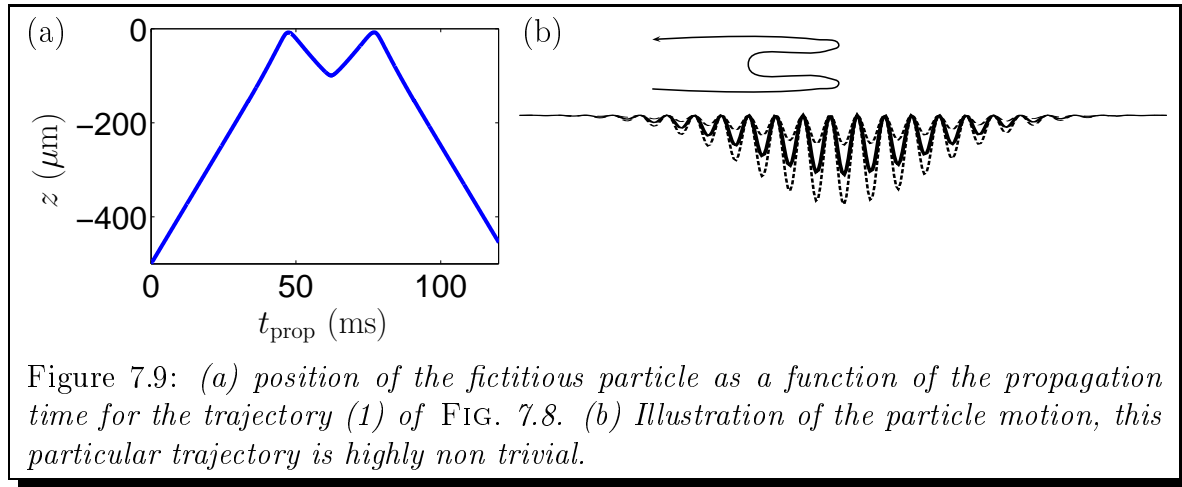 (a)
(b)
0
−200
−400
z (μm)
0 50 100
t_prop (ms)
Figure 7.9: (a) position of the fictitious particle as a function of the propagation
time for the trajectory (1) of FIG. 7.8. (b) Illustration of the particle motion, this
particular trajectory is highly non trivial.